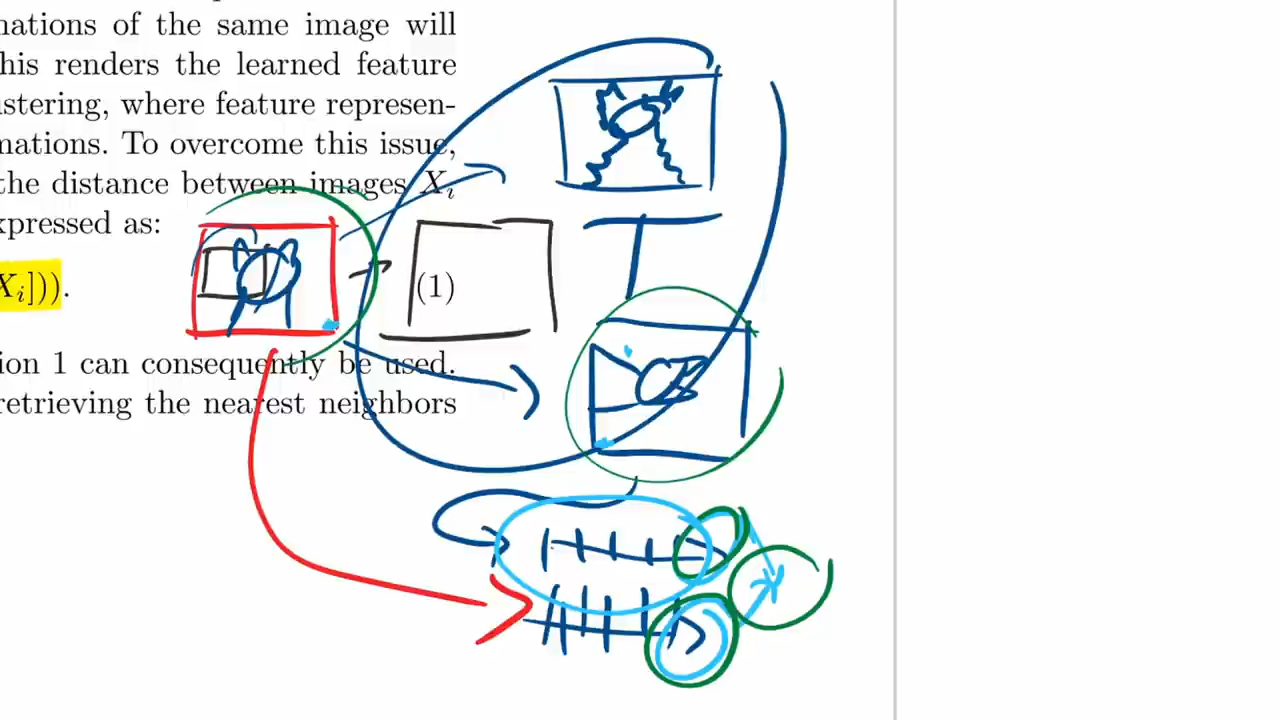 nations of the same image will
his renders the learned feature
stering, where feature represen-
nations. To overcome this issue,
the distance between images Xᵢ
xpressed as:
Xᵢ])).
(1)
ion 1 can consequently be used.
retrieving the nearest neighbors